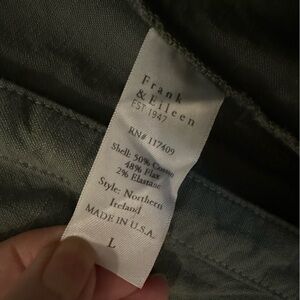 Frank
& Eileen
EST 1947
RN# 117409
Shell: 50% Cotton
48% Flax
2% Elastane
Style: Northern
Ireland
MADE IN U.S.A.
L